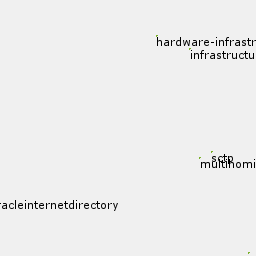 hardware-infrastr
infrastructu
sctp
multihomi
racleinternetdirectory